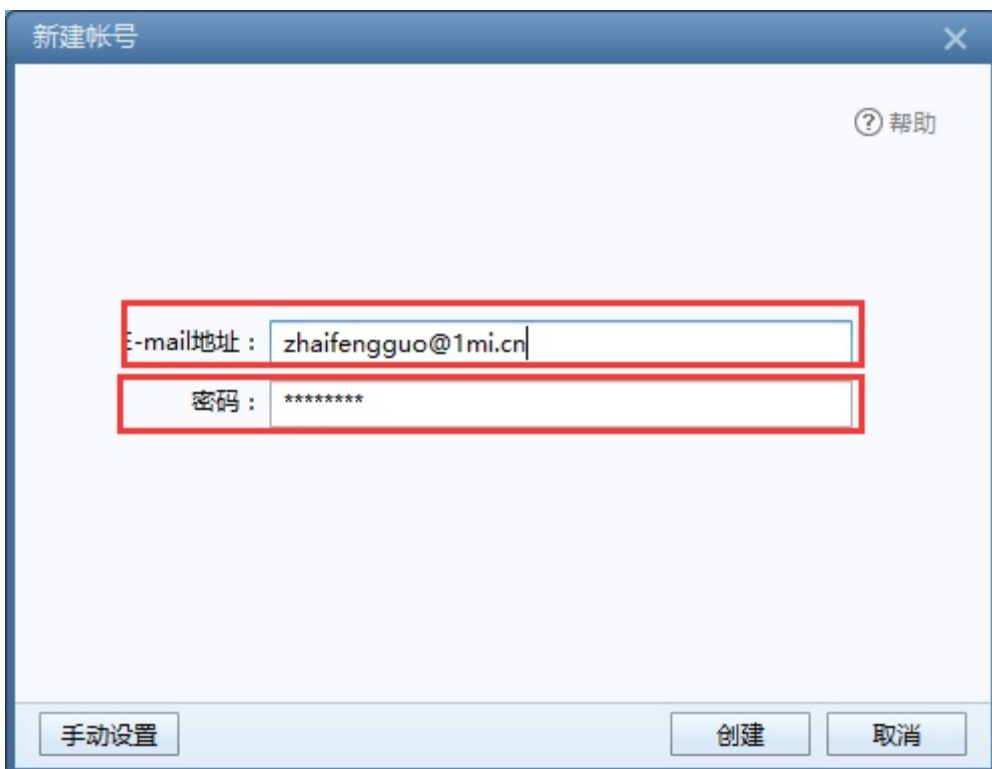 新建帐号
? 帮助
E-mail地址：
zhaifengguo@1mi.cn
密码：
********
手动设置
创建
取消